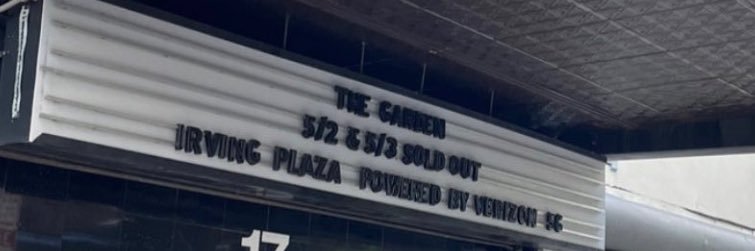 THE GARDEN
5/2 & 5/3 SOLD OUT
IRVING PLAZA POWERED BY VERIZON 5G
17